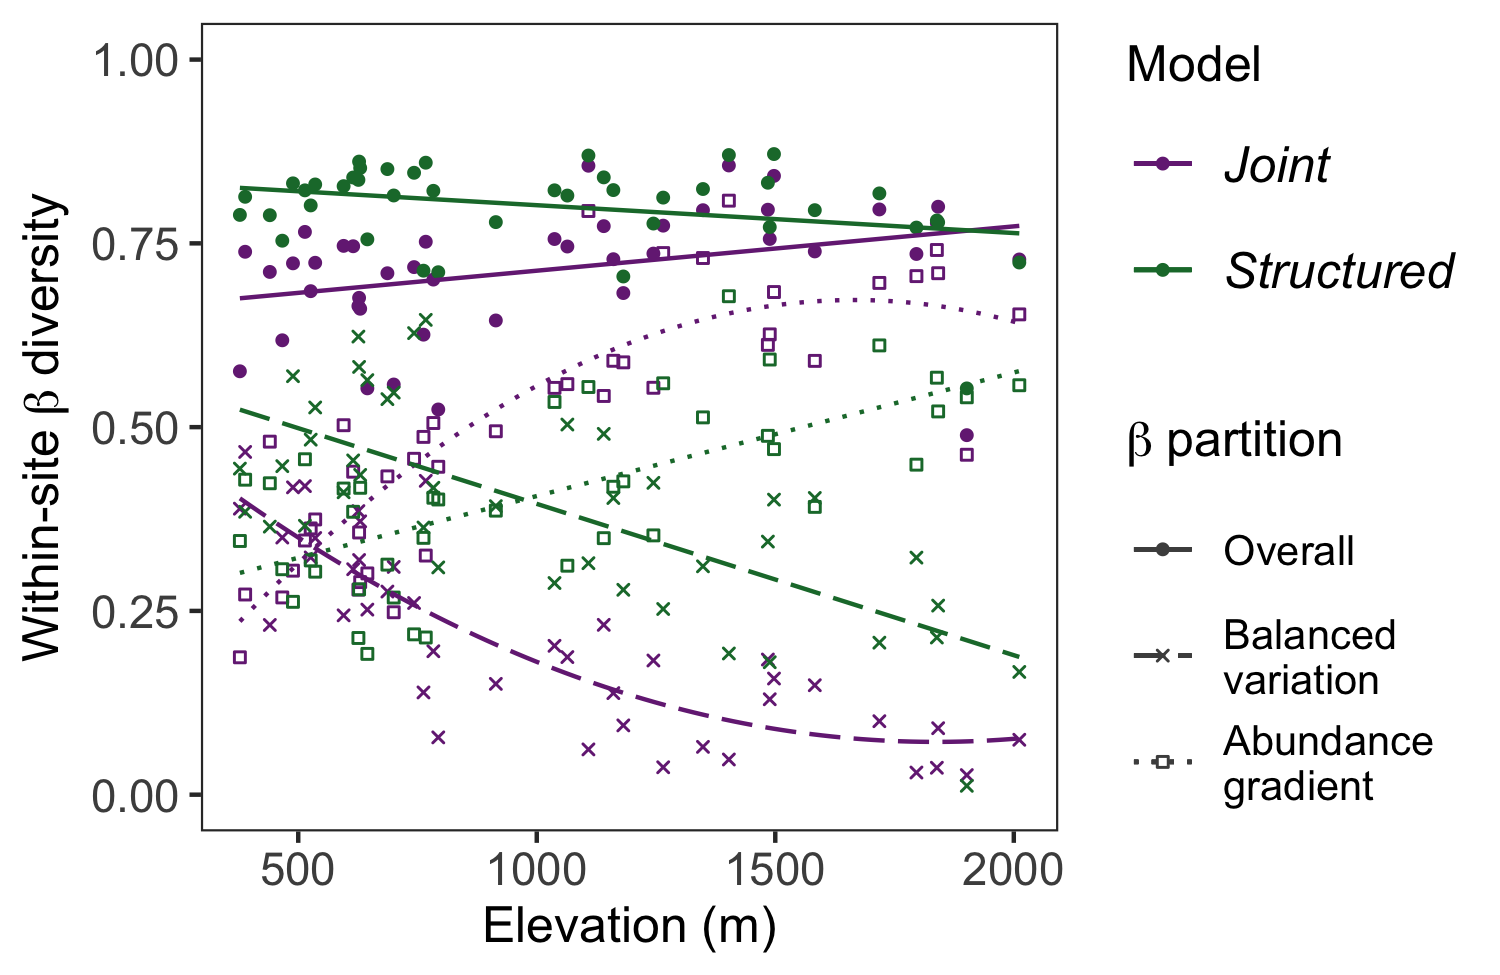 1.00
0.75
0.50
0.25
0.00
Within-site β diversity
500 1000 1500 2000
Elevation (m)
Model
Joint
Structured
β partition
Overall
Balanced
variation
Abundance
gradient